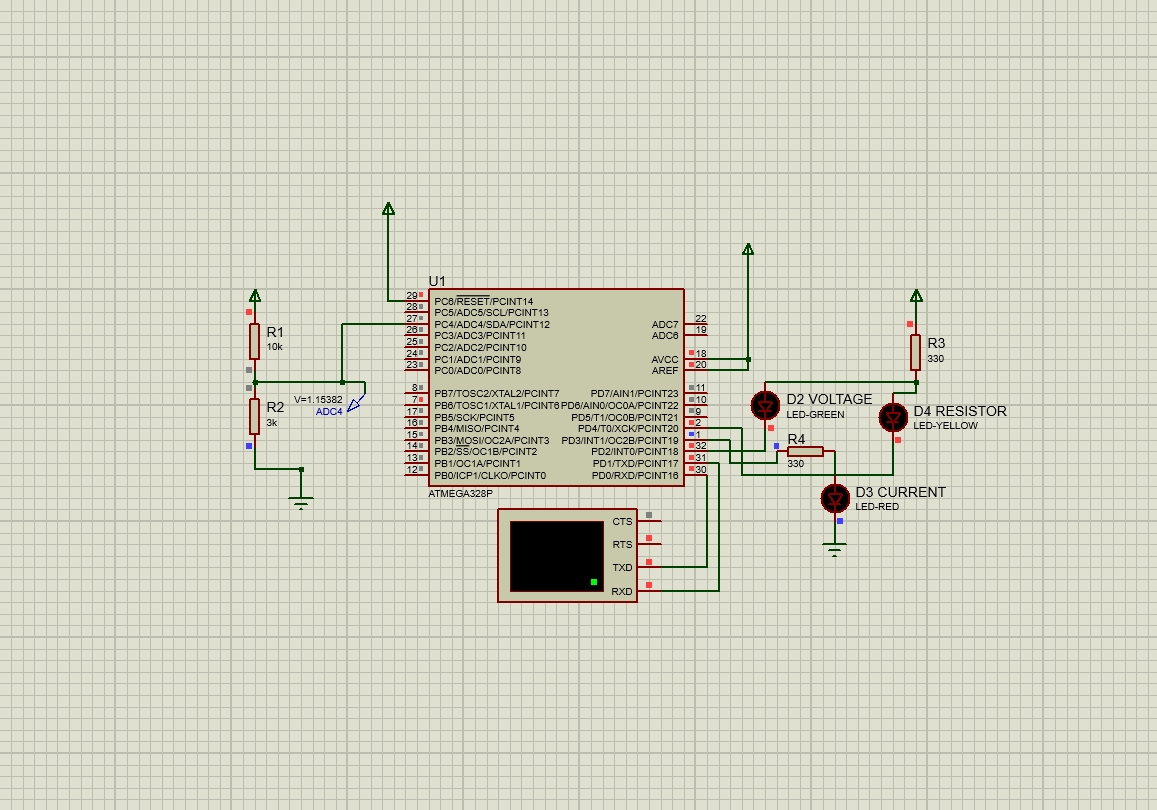 U1
29
28
27
26
25
24
23
8
7
17
16
15
14
13
12
PC6/RESET/PCINT14
PC5/ADC5/SCL/PCINT13
PC4/ADC4/SDA/PCINT12
PC3/ADC3/PCINT11
PC2/ADC2/PCINT10
PC1/ADC1/PCINT9
PC0/ADC0/PCINT8
PB7/TOSC2/XTAL2/PCINT7
PB6/TOSC1/XTAL1/PCINT6
PB5/SCK/PCINT5
PB4/MISO/PCINT4
PB3/MOSI/OC2A/PCINT3
PB2/SS/OC1B/PCINT2
PB1/OC1A/PCINT1
PB0/ICP1/CLKO/PCINT0
ADC7
ADC6
AVCC
AREF
PD7/AIN1/PCINT23
PD6/AIN0/OC0A/PCINT22
PD5/T1/OC0B/PCINT21
PD4/T0/XCK/PCINT20
PD3/INT1/OC2B/PCINT19
PD2/INT0/PCINT18
PD1/TXD/PCINT17
PD0/RXD/PCINT16
22
19
18
20
11
10
9
2
1
32
31
30
ATMEGA328P
R1
10k
R2
3k
V=1.15382
ADC4
R3
330
D2 VOLTAGE
LED-GREEN
D4 RESISTOR
LED-YELLOW
R4
330
D3 CURRENT
LED-RED
CTS
RTS
TXD
RXD